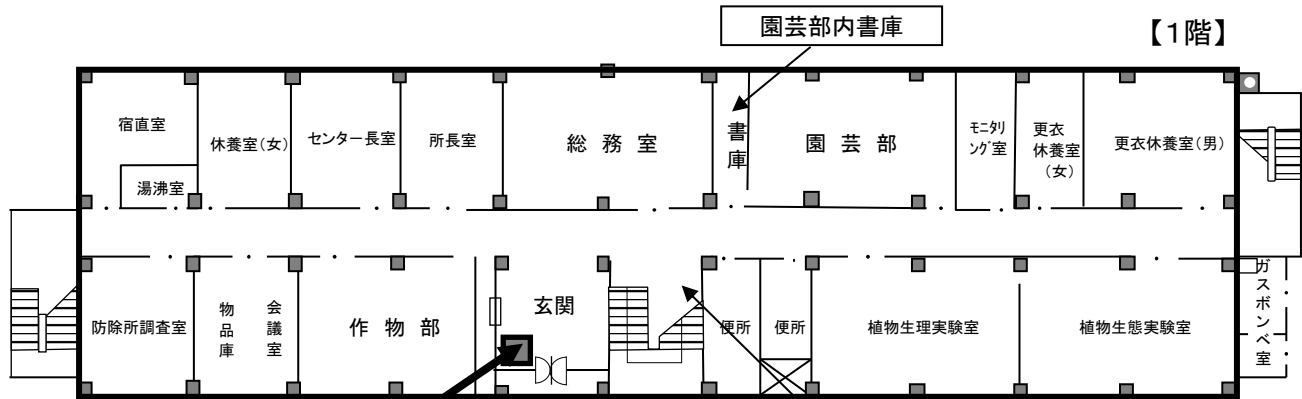 園芸部内書庫
【1階】
宿直室
湯沸室
休養室(女)
センター長室
所長室
総務室
書庫
園芸部
モニタリング室
更衣
休養室
(女)
更衣休養室(男)
防除所調査室
物品庫
会議室
作物部
玄関
便所
便所
植物生理実験室
植物生態実験室
ガスボンベ室